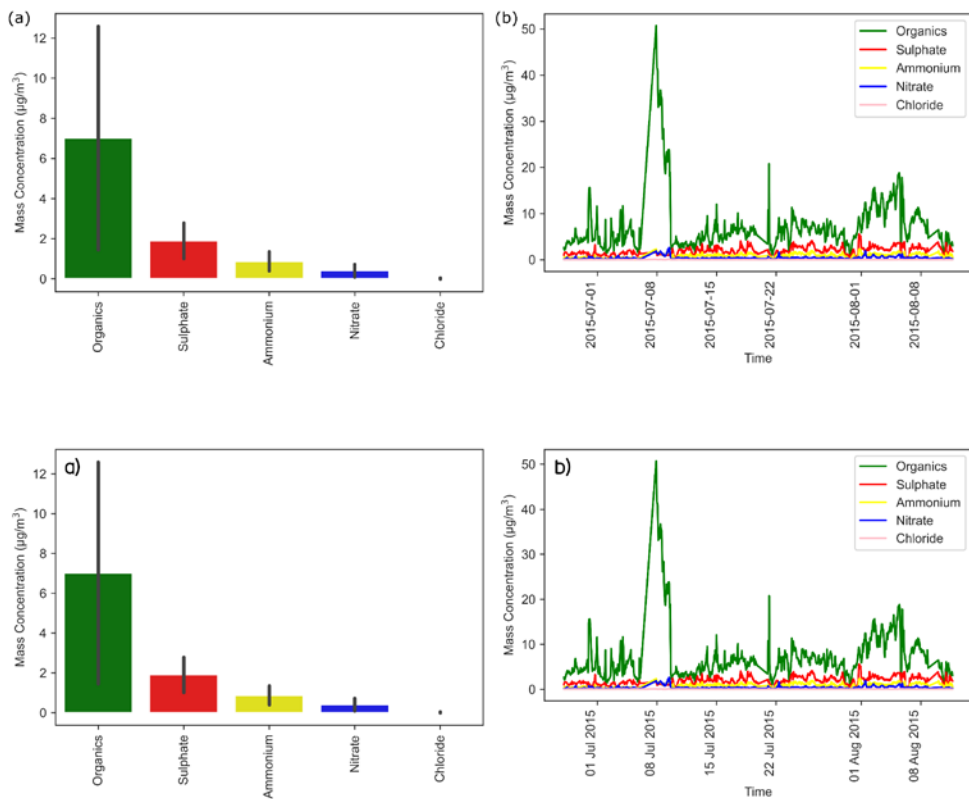 (a)
Mass Concentration (µg/m³)
12
10
8
6
4
2
0
Organics
Sulphate
Ammonium
Nitrate
Chloride
(b)
Mass Concentration (µg/m³)
50
40
30
20
10
0
Organics
Sulphate
Ammonium
Nitrate
Chloride
2015-07-01
2015-07-08
2015-07-15
2015-07-22
2015-08-01
2015-08-08
Time
a)
Mass Concentration (µg/m³)
12
10
8
6
4
2
0
Organics
Sulphate
Ammonium
Nitrate
Chloride
b)
Mass Concentration (µg/m³)
50
40
30
20
10
0
Organics
Sulphate
Ammonium
Nitrate
Chloride
01 Jul 2015
08 Jul 2015
15 Jul 2015
22 Jul 2015
01 Aug 2015
08 Aug 2015
Time